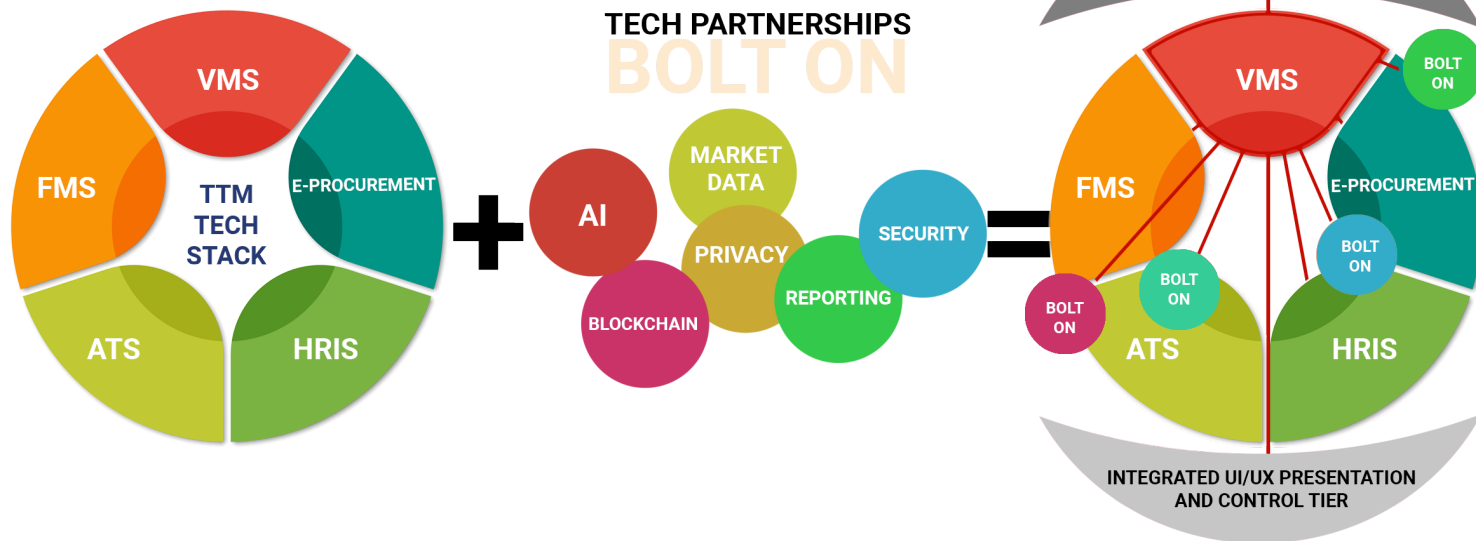 VMS
FMS
E-PROCUREMENT
TTM
TECH
STACK
ATS
HRIS
TECH PARTNERSHIPS
BOLT ON
MARKET
DATA
AI
PRIVACY
SECURITY
REPORTING
BLOCKCHAIN
VMS
BOLT
ON
FMS
E-PROCUREMENT
BOLT
ON
BOLT
ON
BOLT
ON
ATS
HRIS
INTEGRATED UI/UX PRESENTATION
AND CONTROL TIER